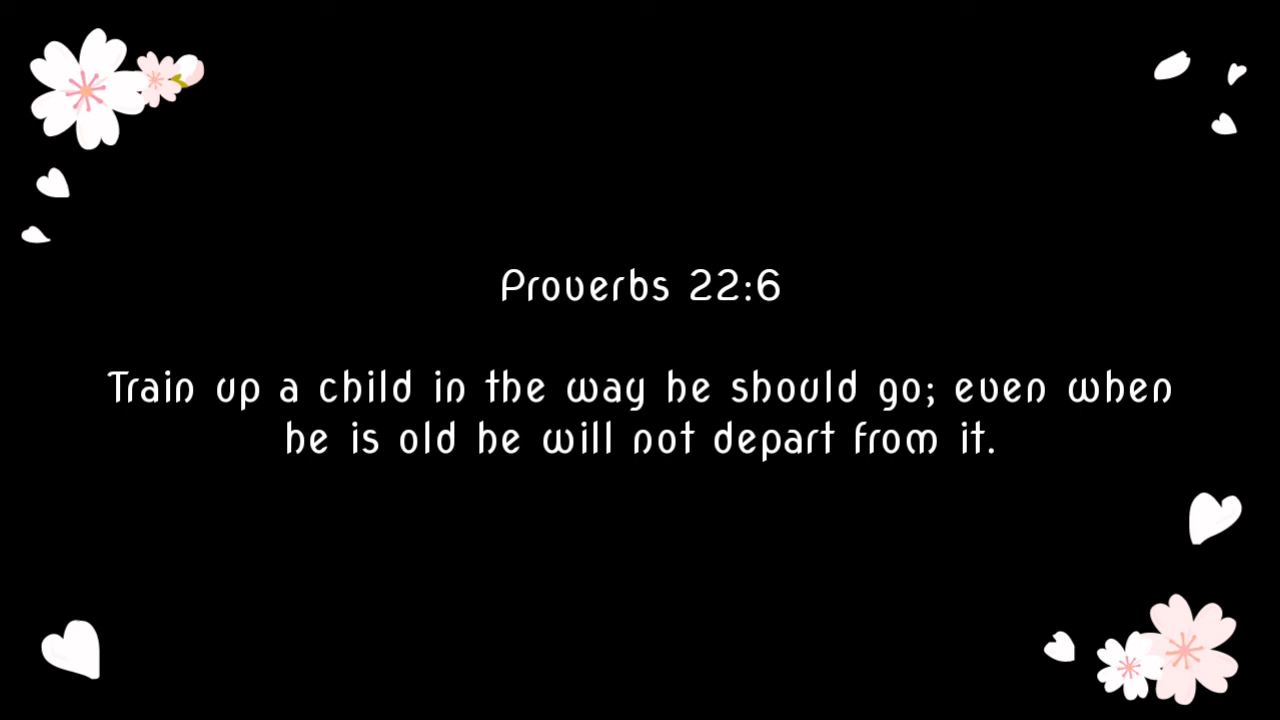 Proverbs 22:6
Train up a child in the way he should go; even when
he is old he will not depart from it.